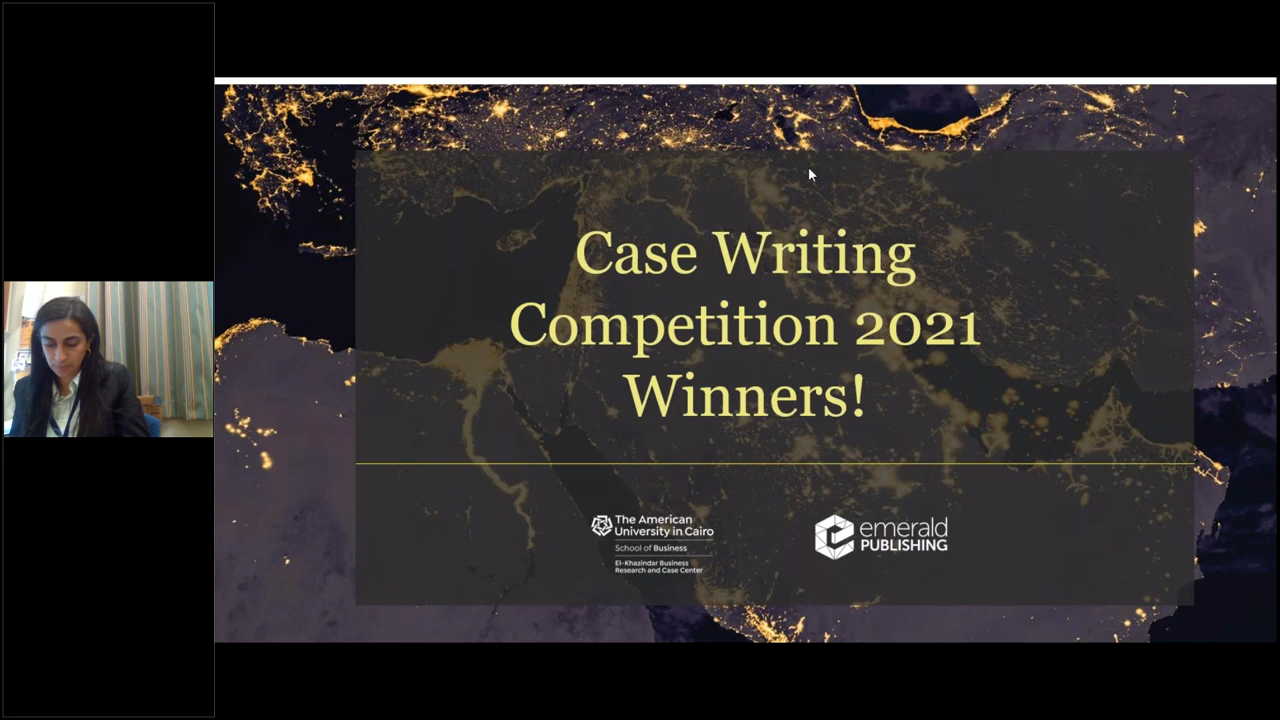 Case Writing
Competition 2021
Winners!
The American
University in Cairo
School of Business
El-Khazindar Business
Research and Case Center
emerald
PUBLISHING